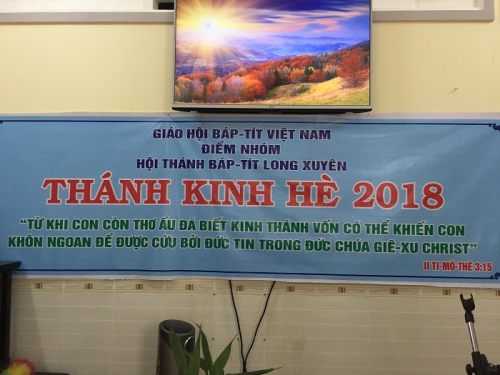 GIÁO HỘI BÁP-TÍT VIỆT NAM
ĐIỂM NHÓM
HỘI THÁNH BÁP-TÍT LONG XUYÊN
THÁNH KINH HÈ 2018
"TỪ KHI CON CÒN THƠ ẤU ĐÃ BIẾT KINH THÁNH VỐN CÓ THỂ KHIẾN CON
KHÔN NGOAN ĐỂ ĐƯỢC CỨU BỞI ĐỨC TIN TRONG ĐỨC CHÚA GIÊ-XU CHRIST"
II TI-MÔ-THÊ 3:15